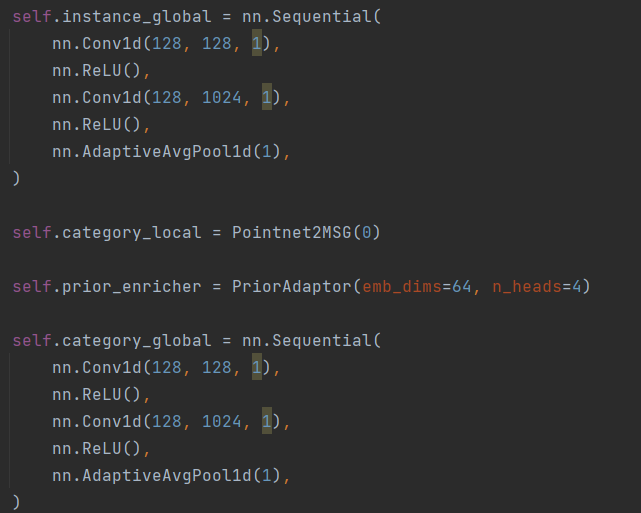 self.instance_global = nn.Sequential(
    nn.Conv1d(128, 128, 1),
    nn.ReLU(),
    nn.Conv1d(128, 1024, 1),
    nn.ReLU(),
    nn.AdaptiveAvgPool1d(1),
)
self.category_local = Pointnet2MSG(0)
self.prior_enricher = PriorAdaptor(emb_dims=64, n_heads=4)
self.category_global = nn.Sequential(
    nn.Conv1d(128, 128, 1),
    nn.ReLU(),
    nn.Conv1d(128, 1024, 1),
    nn.ReLU(),
    nn.AdaptiveAvgPool1d(1),
)